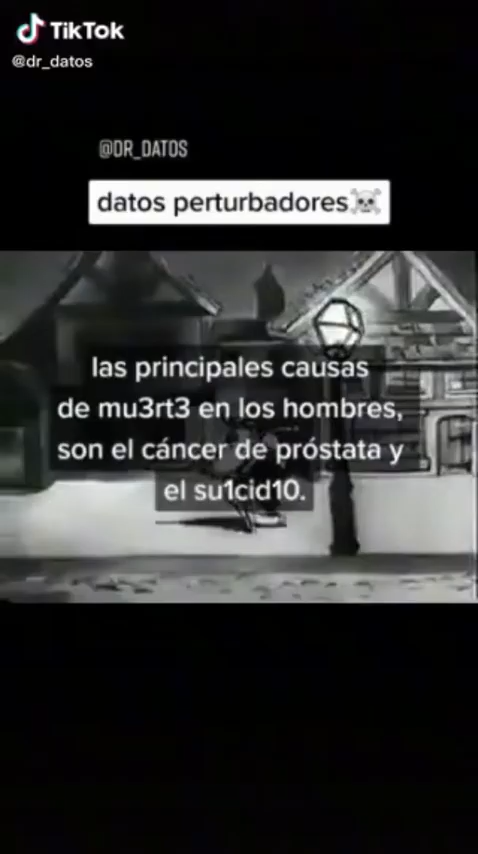 TikTok
@dr_datos
@DR_DATOS
datos perturbadores☠️
las principales causas
de mu3rt3 en los hombres,
son el cáncer de próstata y
el su1cid10.